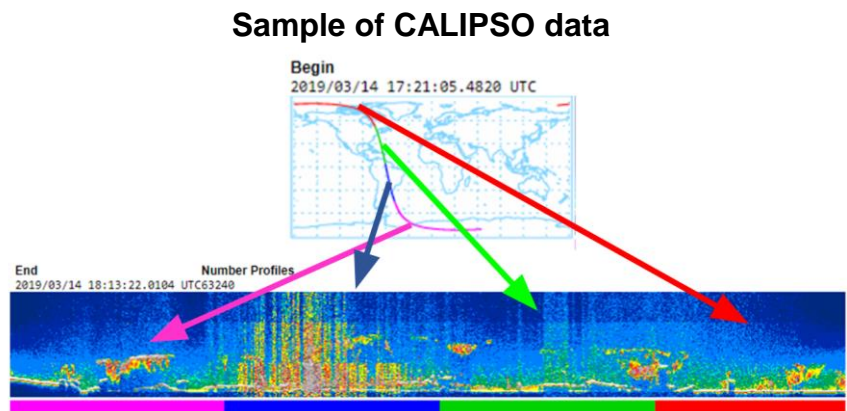 Sample of CALIPSO data
Begin
2019/03/14 17:21:05.4820 UTC
End Number Profiles
2019/03/14 18:13:22.0104 UTC63240